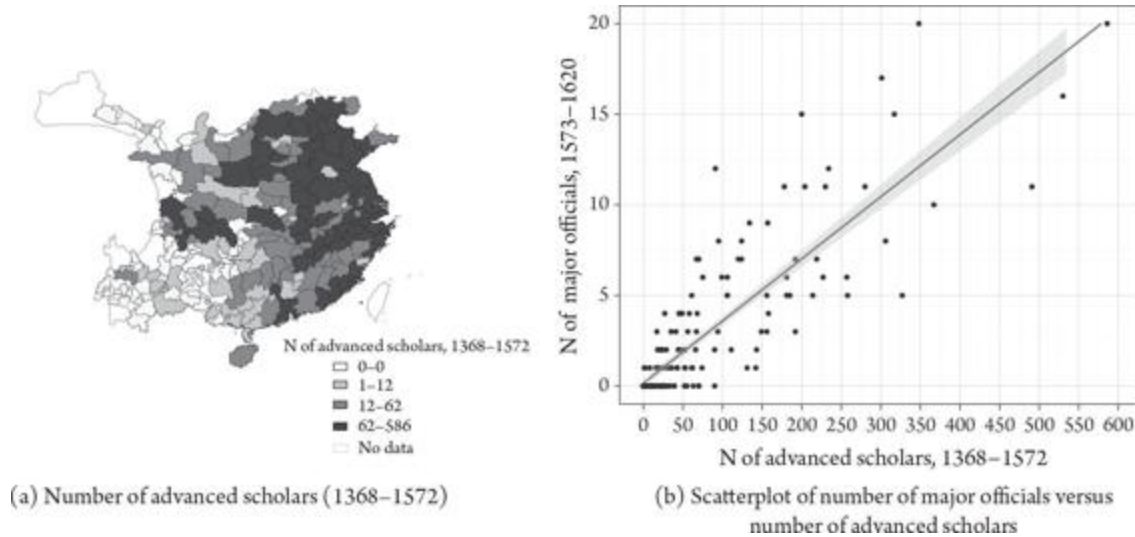 N of advanced scholars, 1368–1572
0–0
1–12
12–62
62–586
No data
(a) Number of advanced scholars (1368–1572)
N of major officials, 1573–1620
20
15
10
5
0
0 50 100 150 200 250 300 350 400 450 500 550 600
N of advanced scholars, 1368–1572
(b) Scatterplot of number of major officials versus
number of advanced scholars